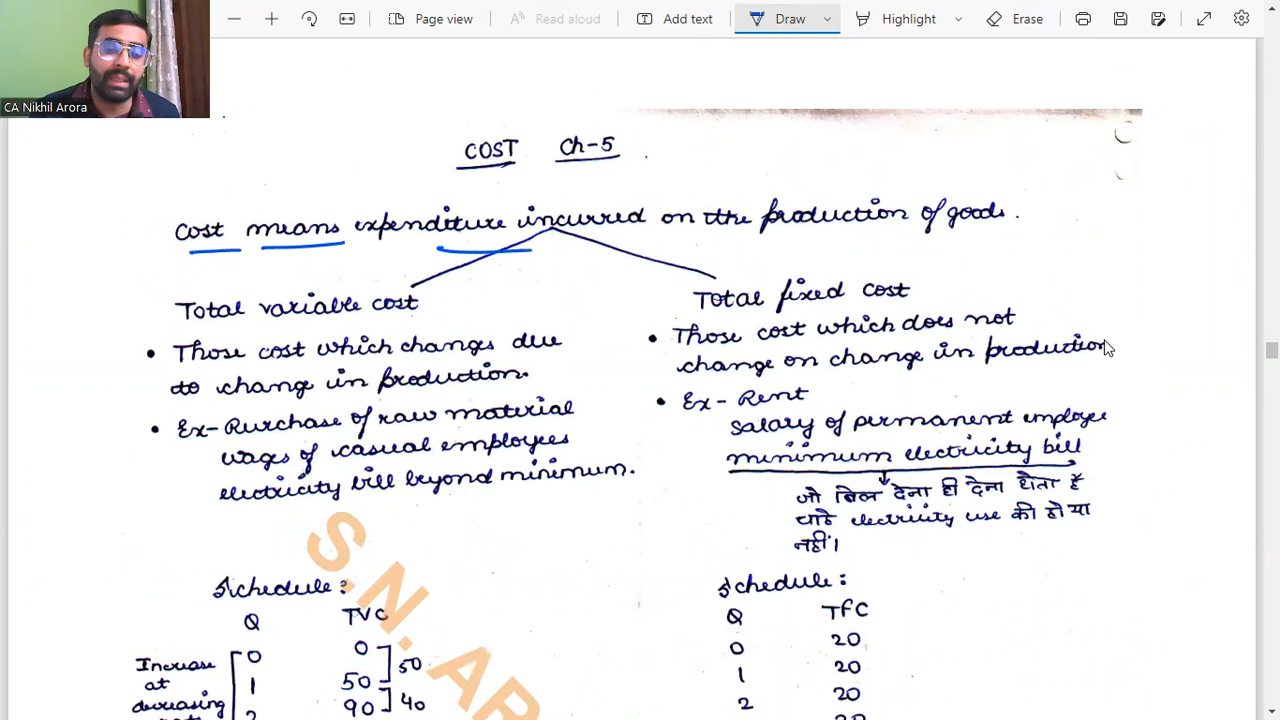 Page view
Read aloud
Add text
Draw
Highlight
Erase
CA Nikhil Arora
COST Ch-5
Cost means expenditure incurred on the production of goods.
Total variable cost
• Those cost which changes due
to change in production.
• Ex-Purchase of raw material
wages of casual employees
electricity bill beyond minimum.
Total fixed cost
• Those cost which does not
change on change in production
• Ex- Rent
salary of permanent employee
minimum electricity bill
जो बिल देना ही देना होता है
चाहे electricity use की हो या
नहीं।
Schedule:
Q TVC
0 0
1 50
2 90
50
40
Increase
at
decreasing
Schedule:
Q TFC
0 20
1 20
2 20
20
S.N. AR